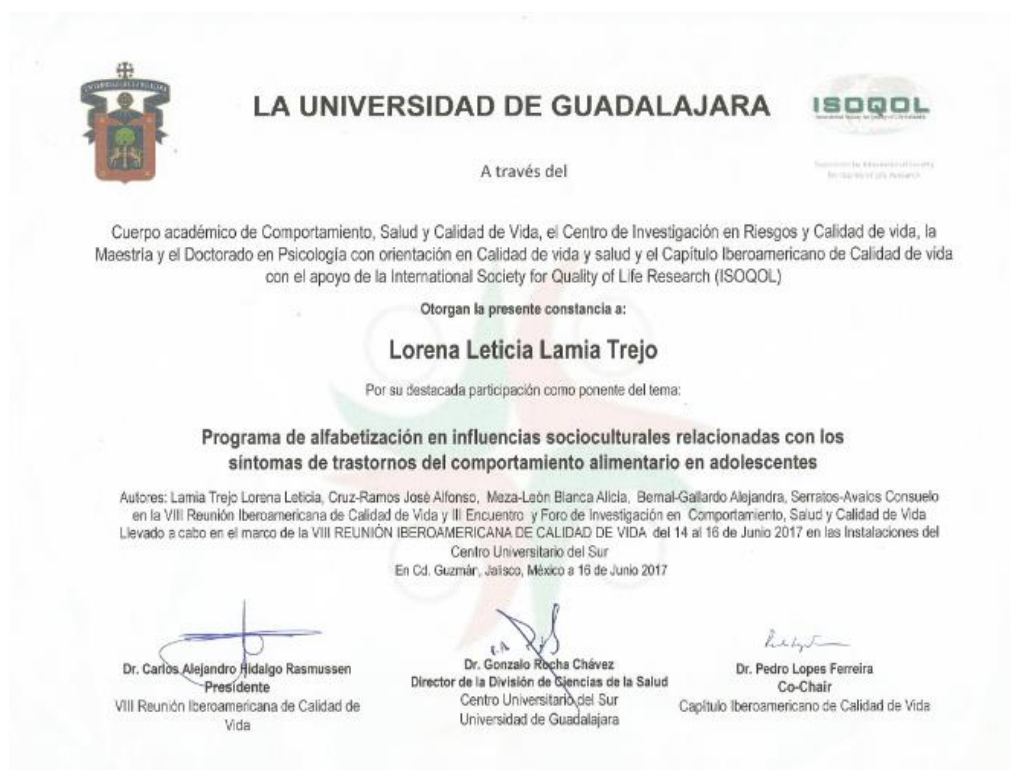 LA UNIVERSIDAD DE GUADALAJARA
ISOQOL
A través del
Cuerpo académico de Comportamiento, Salud y Calidad de Vida, el Centro de Investigación en Riesgos y Calidad de vida, la
Maestría y el Doctorado en Psicología con orientación en Calidad de vida y salud y el Capítulo Iberoamericano de Calidad de vida
con el apoyo de la International Society for Quality of Life Research (ISOQOL)
Otorgan la presente constancia a:
Lorena Leticia Lamia Trejo
Por su destacada participación como ponente del tema:
Programa de alfabetización en influencias socioculturales relacionadas con los
síntomas de trastornos del comportamiento alimentario en adolescentes
Autores: Lamia Trejo Lorena Leticia, Cruz-Ramos José Alfonso, Meza-León Blanca Alicia, Bernal-Gallardo Alejandra, Serratos-Avalos Consuelo
en la VIII Reunión Iberoamericana de Calidad de Vida y III Encuentro y Foro de Investigación en Comportamiento, Salud y Calidad de Vida
Llevado a cabo en el marco de la VIII REUNIÓN IBEROAMERICANA DE CALIDAD DE VIDA del 14 al 16 de Junio 2017 en las Instalaciones del
Centro Universitario del Sur
En Cd. Guzmán, Jalisco, México a 16 de Junio 2017
Dr. Carlos Alejandro Hidalgo Rasmussen
Presidente
VIII Reunión Iberoamericana de Calidad de
Vida
Dr. Gonzalo Rocha Chávez
Director de la División de Ciencias de la Salud
Centro Universitario del Sur
Universidad de Guadalajara
Dr. Pedro Lopes Ferreira
Co-Chair
Capítulo Iberoamericano de Calidad de Vida